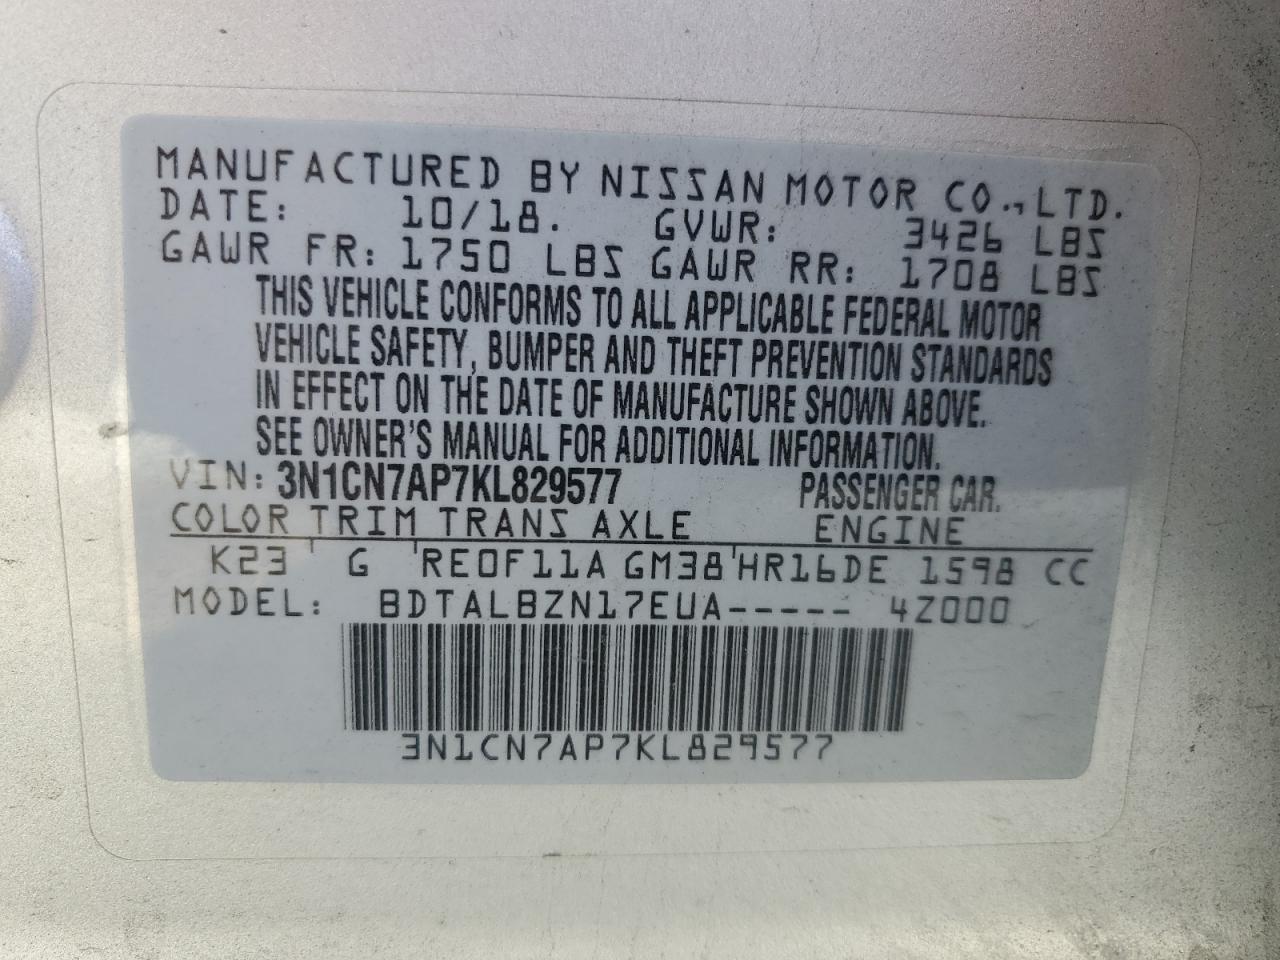 MANUFACTURED BY NISSAN MOTOR CO., LTD.
DATE: 10/18. GVWR: 3426 LBS
GAWR FR: 1750 LBS GAWR RR: 1708 LBS
THIS VEHICLE CONFORMS TO ALL APPLICABLE FEDERAL MOTOR
VEHICLE SAFETY, BUMPER AND THEFT PREVENTION STANDARDS
IN EFFECT ON THE DATE OF MANUFACTURE SHOWN ABOVE.
SEE OWNER'S MANUAL FOR ADDITIONAL INFORMATION.
VIN: 3N1CN7AP7KL829577 PASSENGER CAR.
COLOR TRIM TRANS AXLE ENGINE
K23 G RE0F11A GM38 HR16DE 1598 CC
MODEL: BDTALBZN17EUA----- 4Z000
3N1CN7AP7KL829577